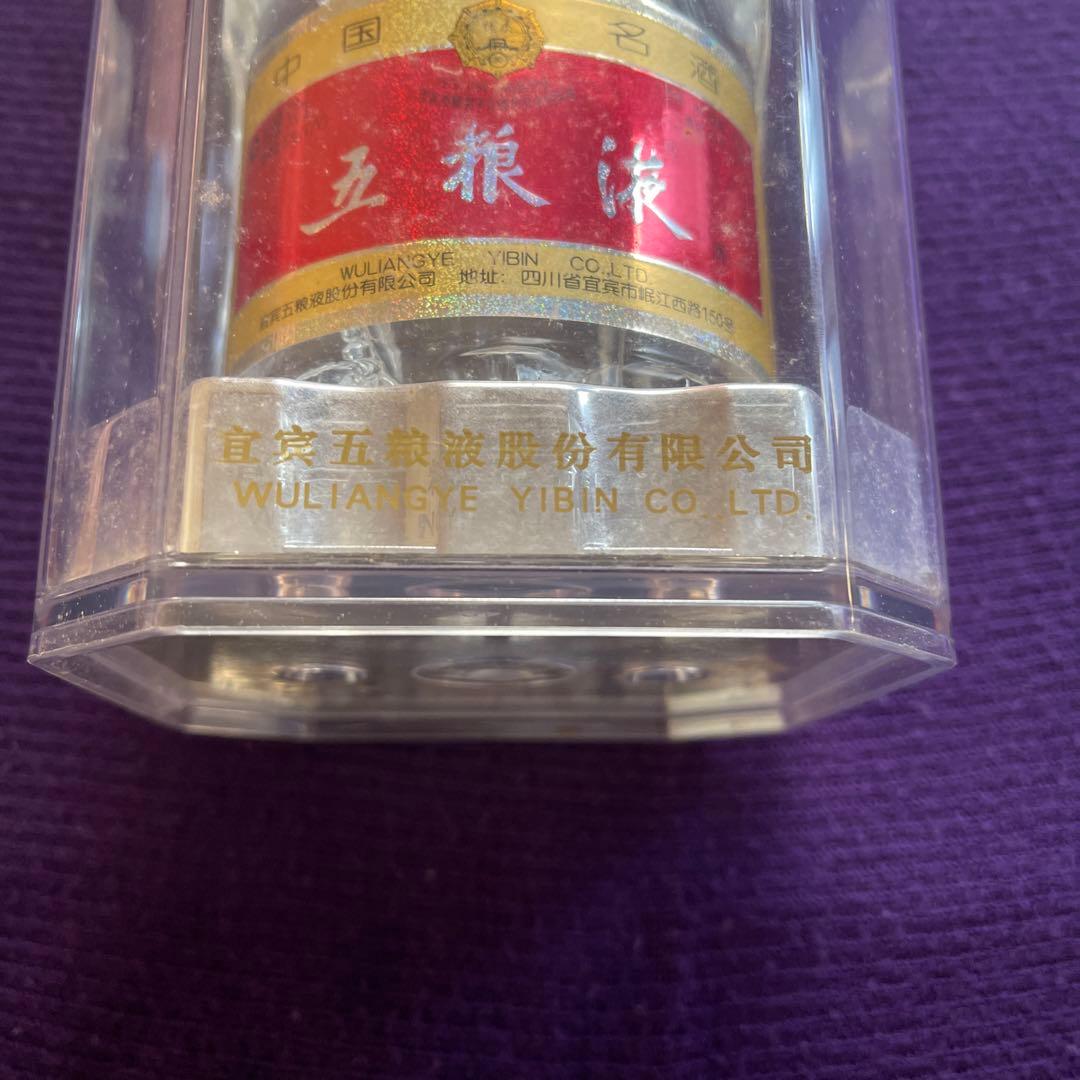 中国名酒
五粮液
WULIANGYE YIBIN CO.,LTD.
宜宾五粮液股份有限公司 地址：四川省宜宾市岷江西路150号
宜宾五粮液股份有限公司
WULIANGYE YIBIN CO.,LTD.